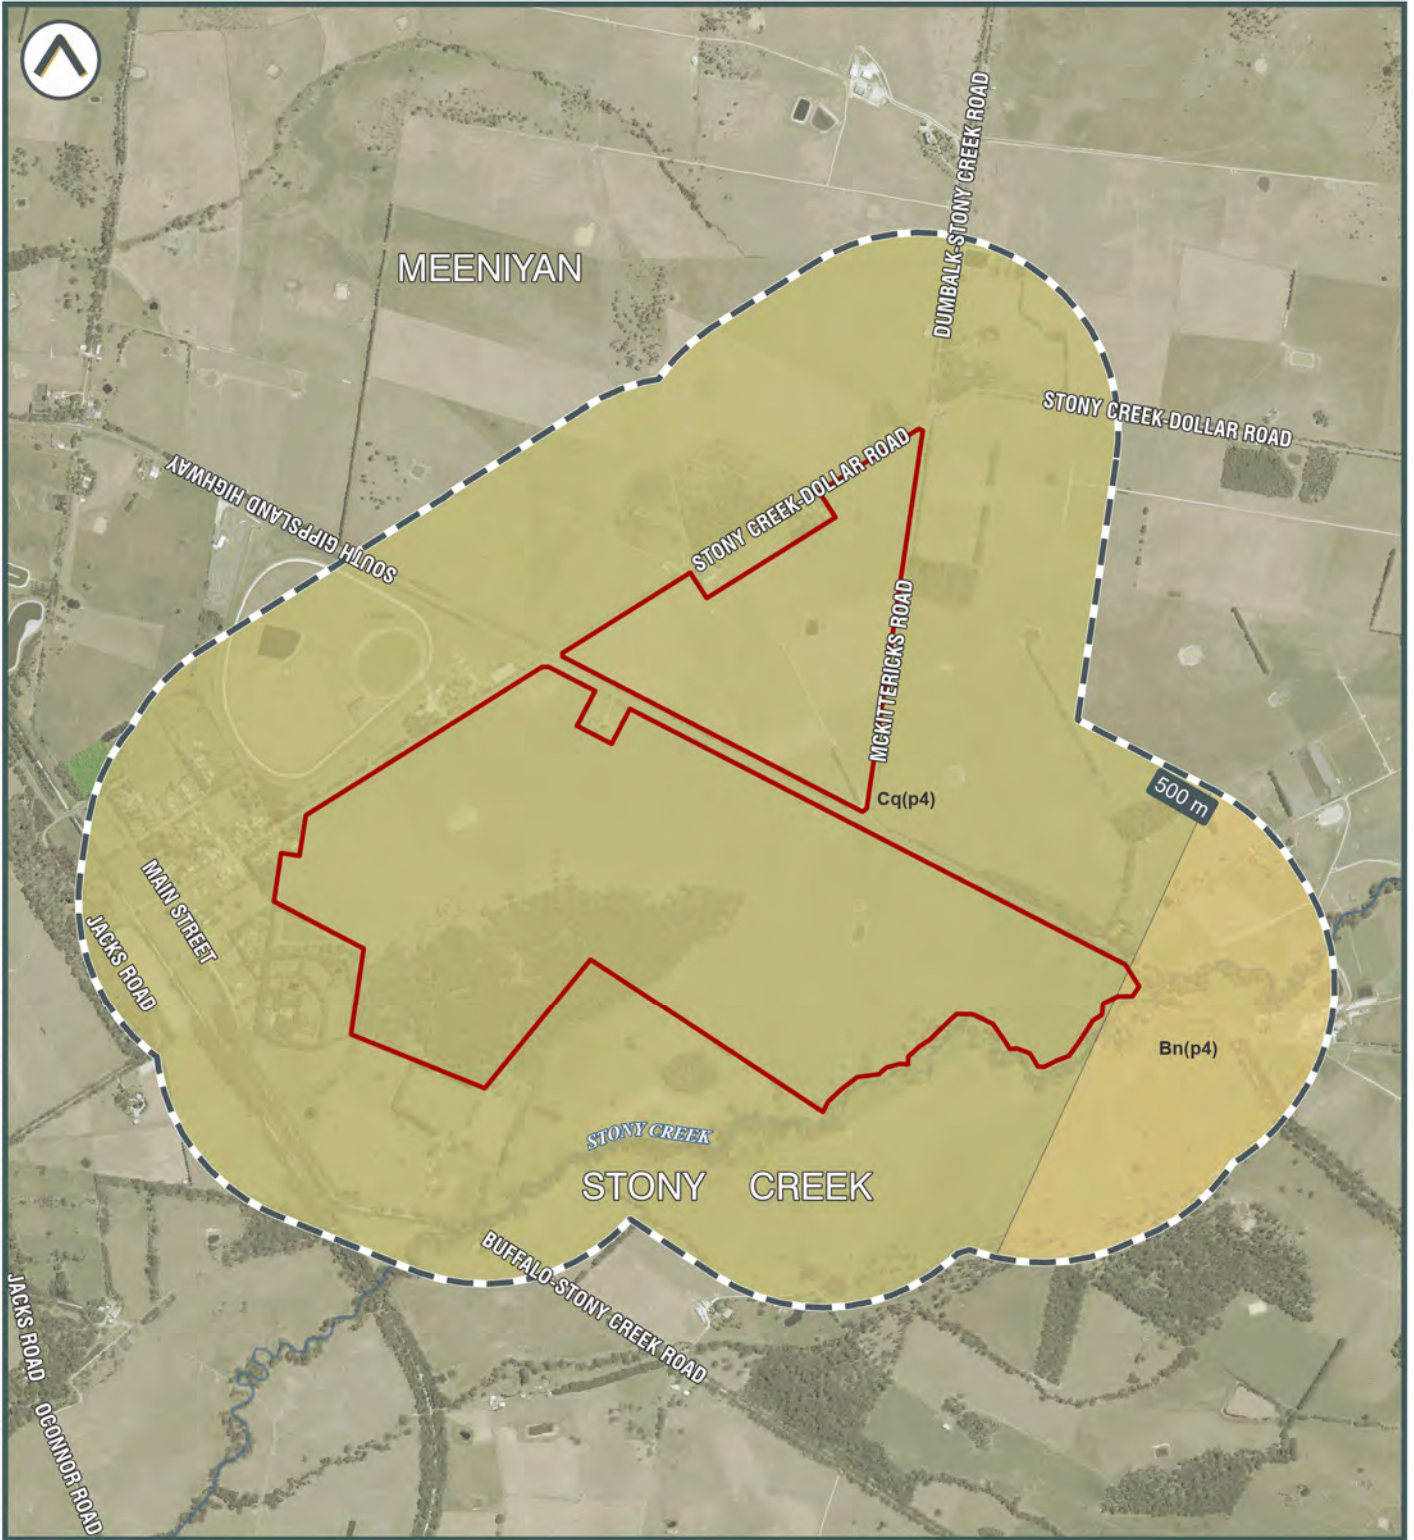 DUMBALK-STONY CREEK ROAD
MEENIYAN
STONY CREEK-DOLLAR ROAD
STONY CREEK-DOLLAR ROAD
SOUTH GIPPSLAND HIGHWAY
MCKITTERICKS ROAD
Cq(p4)
500 m
MAIN STREET
JACKS ROAD
Bn(p4)
STONY CREEK
STONY CREEK
BUFFALO-STONY CREEK ROAD
JACKS ROAD
OCONNOR ROAD